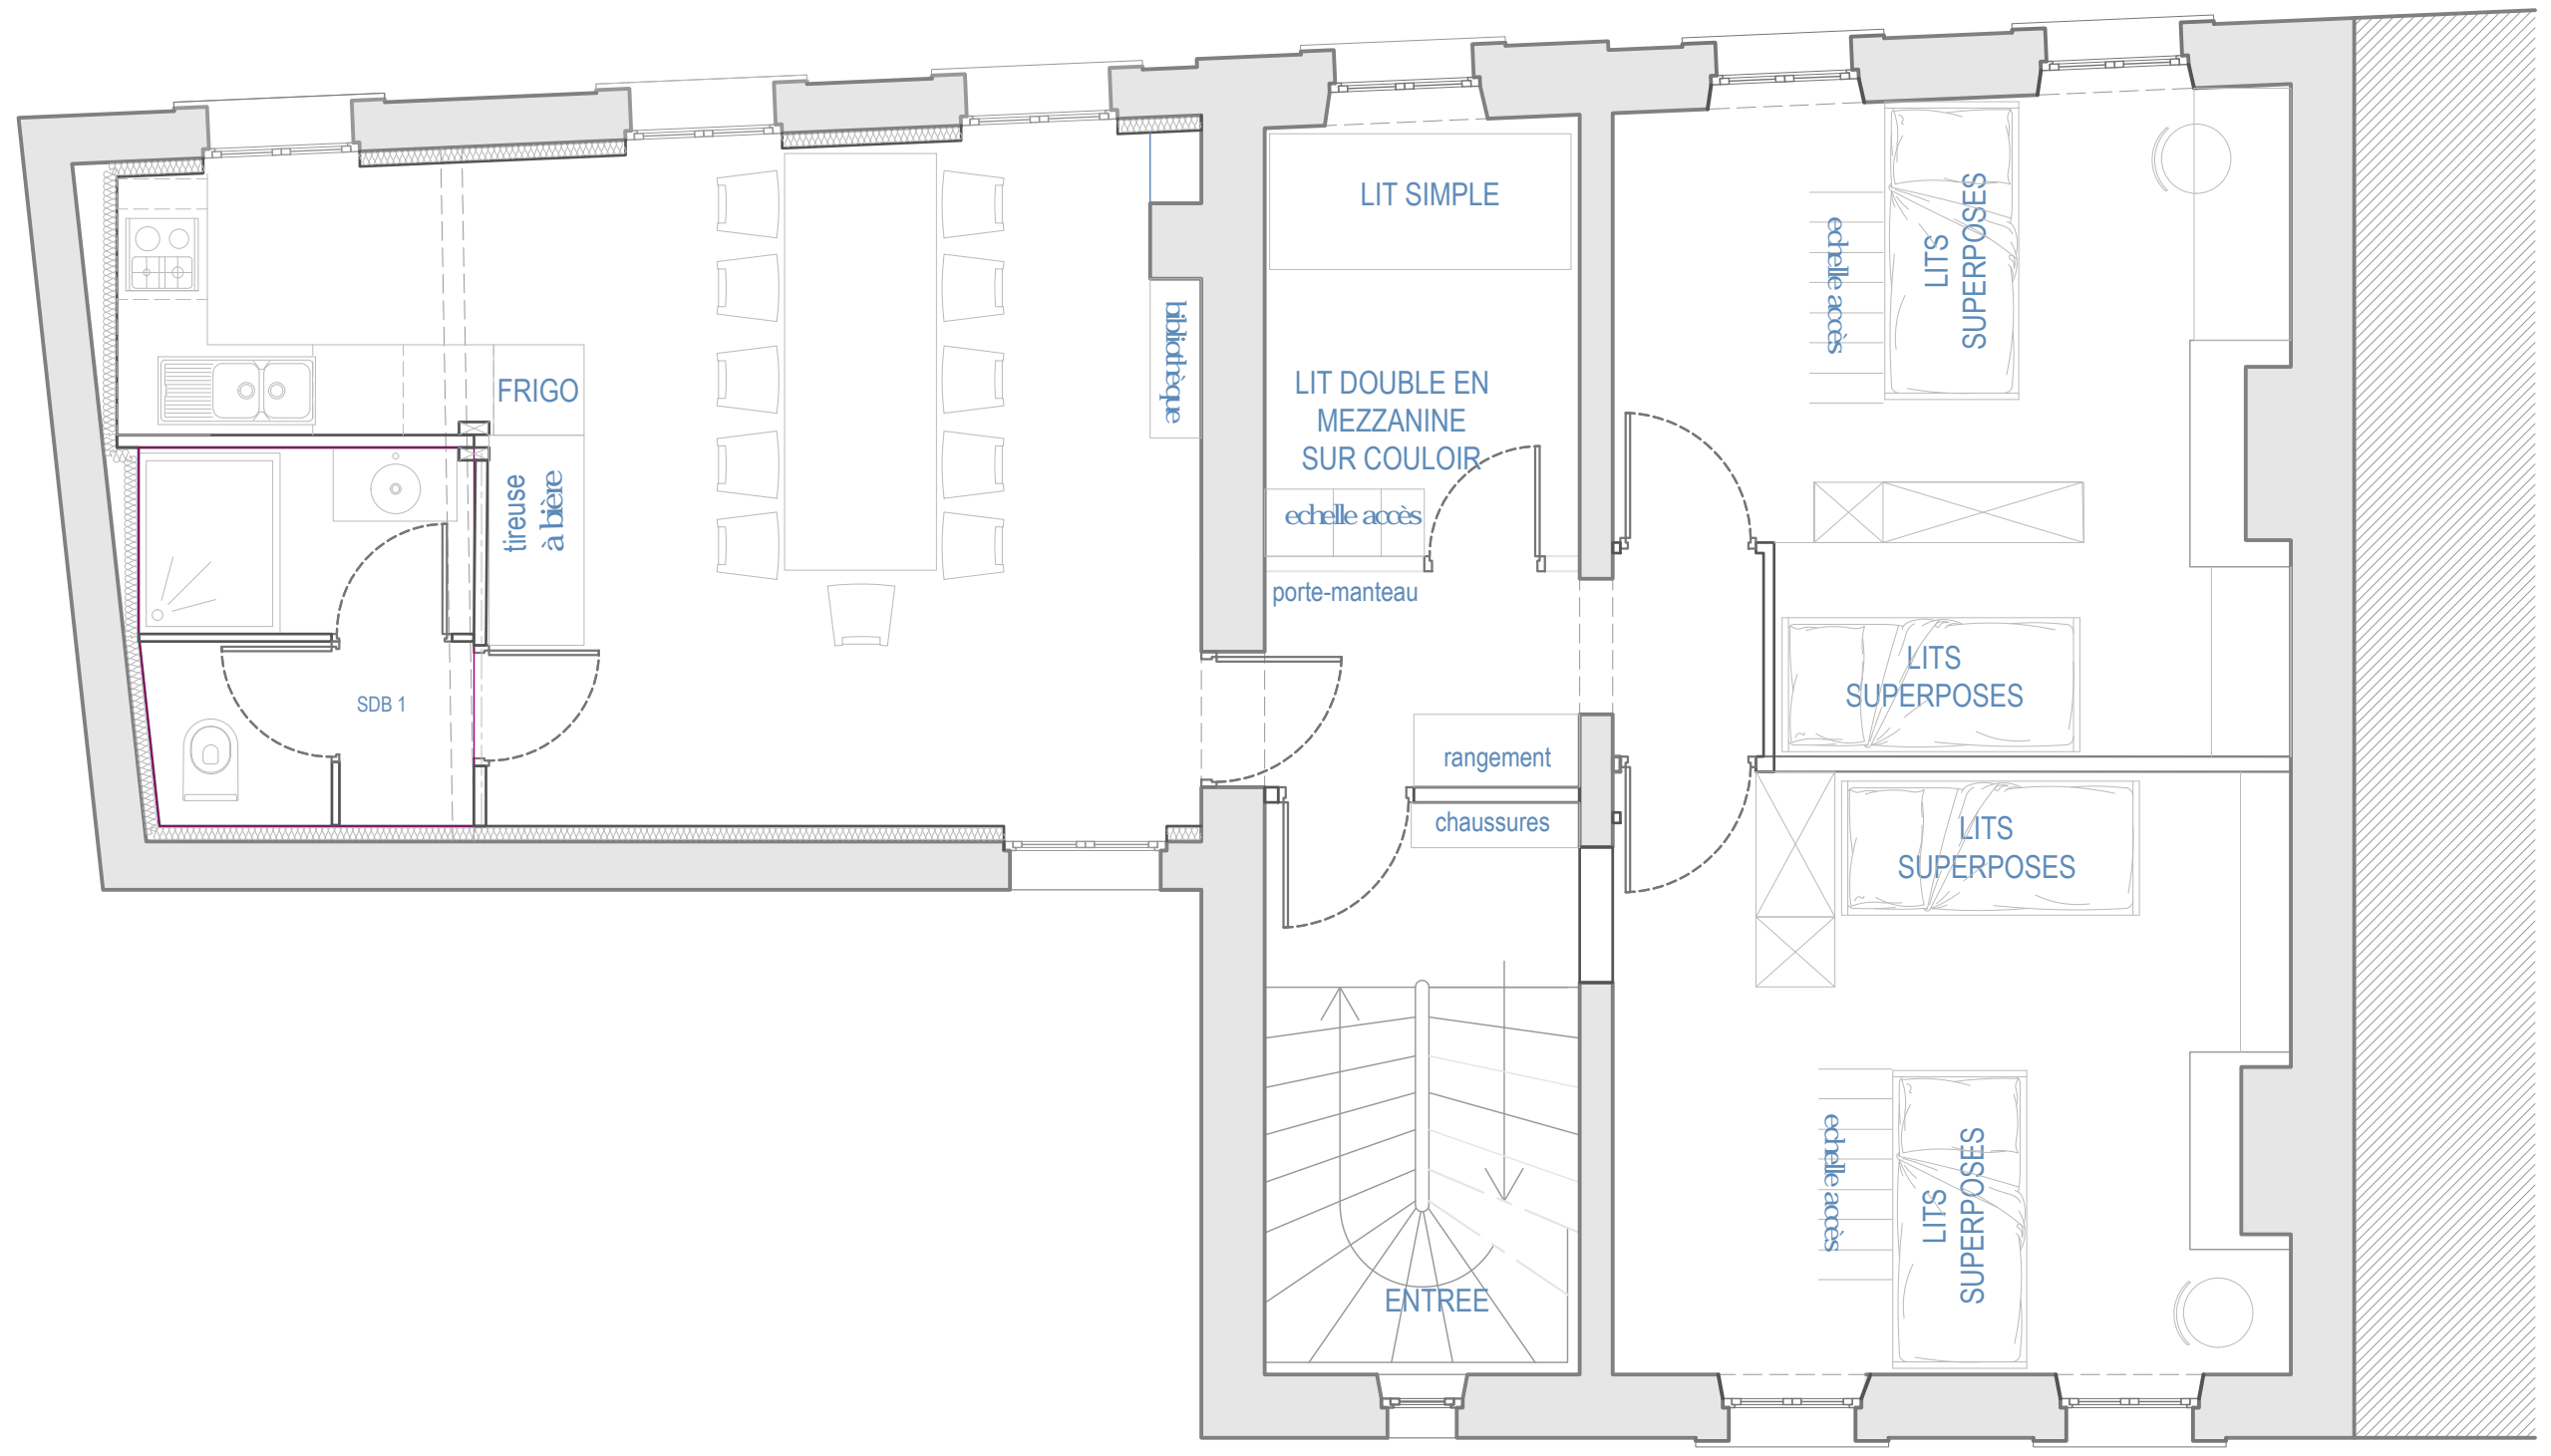 LIT SIMPLE
LITS
SUPERPOSES
echelle accès
bibliothèque
FRIGO
LIT DOUBLE EN
MEZZANINE
SUR COULOIR
tireuse
à bière
echelle accès
porte-manteau
LITS
SUPERPOSES
SDB 1
rangement
chaussures
LITS
SUPERPOSES
echelle accès
LITS
SUPERPOSES
ENTREE